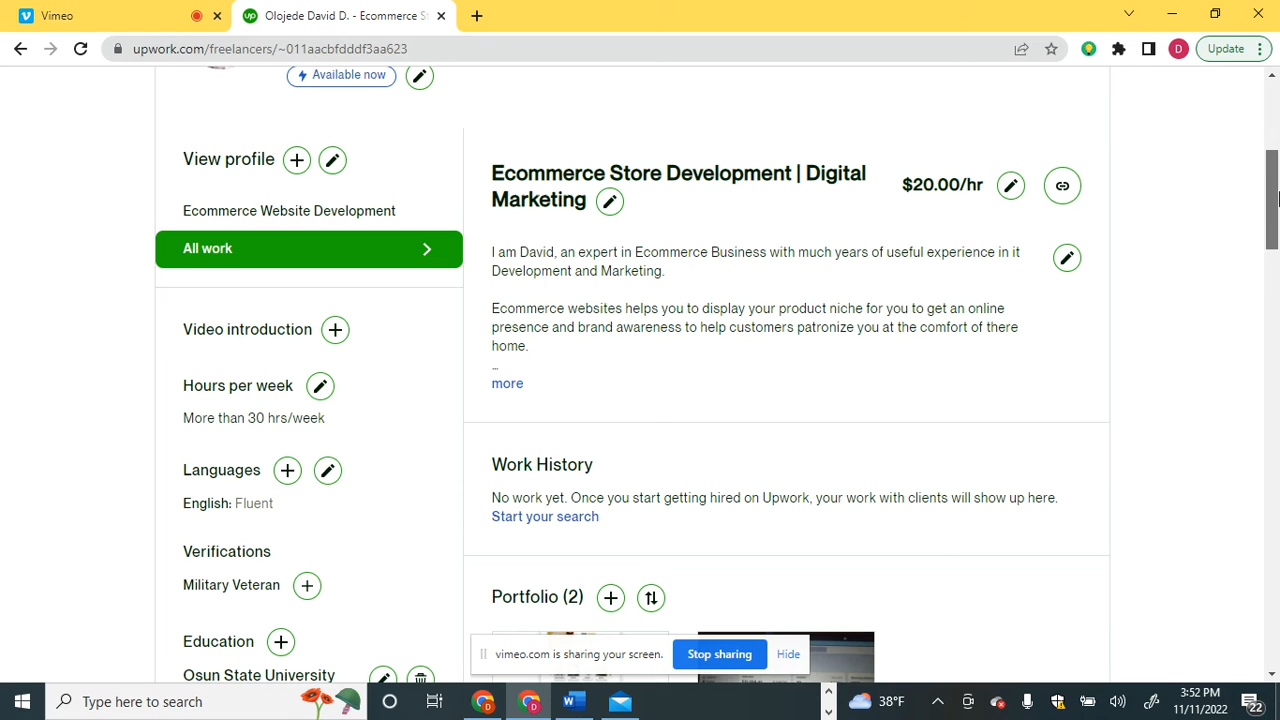 Vimeo
Olojede David D. - Ecommerce St
upwork.com/freelancers/~011aacbfdddf3aa623
D
Update
Available now
View profile
Ecommerce Website Development
All work
Video introduction
Hours per week
More than 30 hrs/week
Languages
English: Fluent
Verifications
Military Veteran
Education
Osun State University
Ecommerce Store Development | Digital
Marketing
$20.00/hr
I am David, an expert in Ecommerce Business with much years of useful experience in it
Development and Marketing.
Ecommerce websites helps you to display your product niche for you to get an online
presence and brand awareness to help customers patronize you at the comfort of there
home.
...
more
Work History
No work yet. Once you start getting hired on Upwork, your work with clients will show up here.
Start your search
Portfolio (2)
vimeo.com is sharing your screen.
Stop sharing
Hide
Type here to search
38°F
3:52 PM
11/11/2022
22